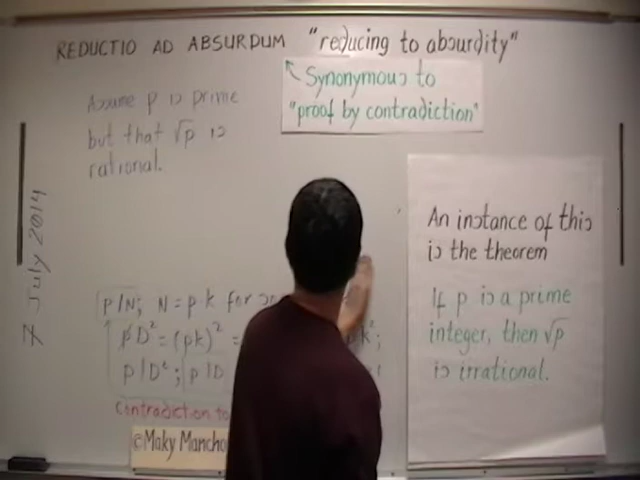 REDUCTIO AD ABSURDUM "reducing to absurdity"
Synonymous to
"proof by contradiction"
Assume p is prime
but that √p is
rational.
7 July 2014
An instance of this
is the theorem
If p is a prime
integer, then √p
is irrational.
p/N; N=p·k for
pD²=(pk)²=
pk²;
p/D²; p/D
Contradiction to
©Maky Mancho